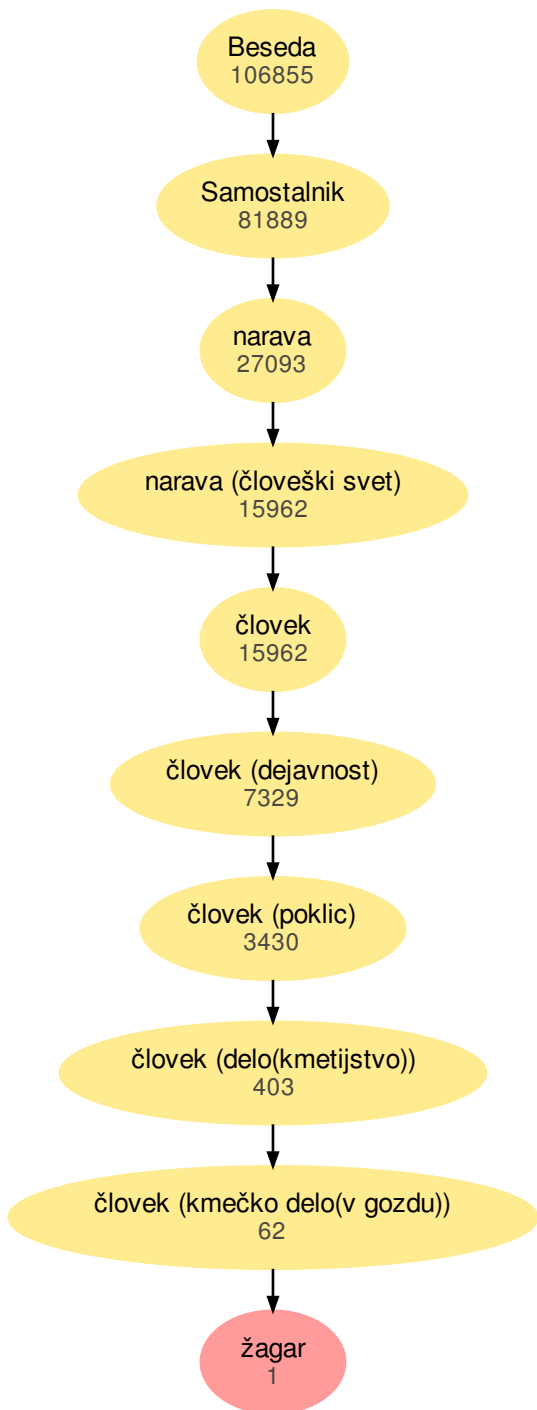 Beseda
106855
Samostalnik
81889
narava
27093
narava (človeški svet)
15962
človek
15962
človek (dejavnost)
7329
človek (poklic)
3430
človek (delo(kmetijstvo))
403
človek (kmečko delo(v gozdu))
62
žagar
1